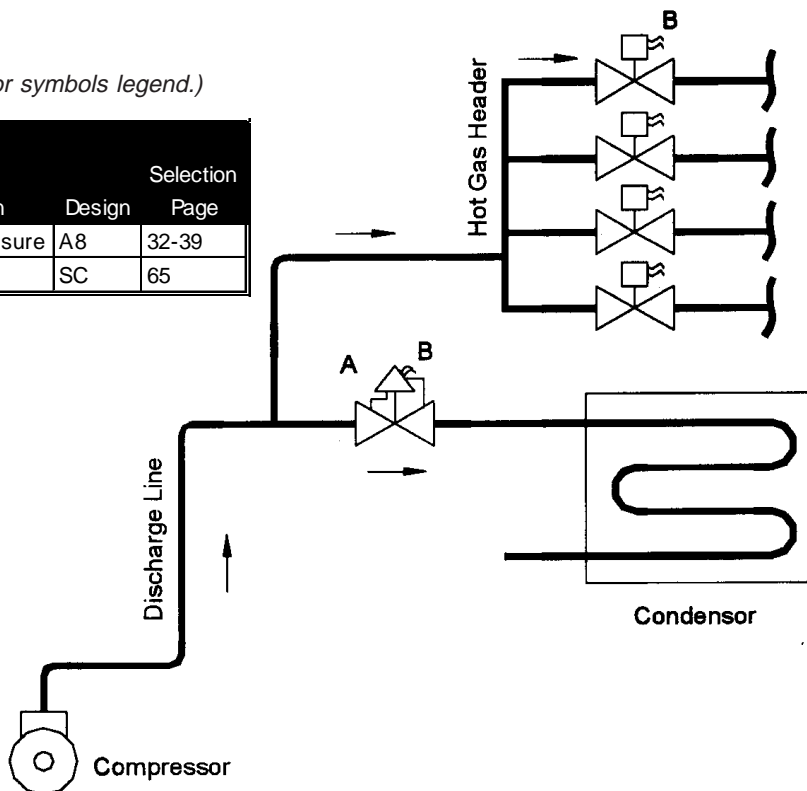 or symbols legend.)
Selection
n Design Page
sure A8 32-39
SC 65
B
Hot Gas Header
A B
Discharge Line
Condensor
Compressor